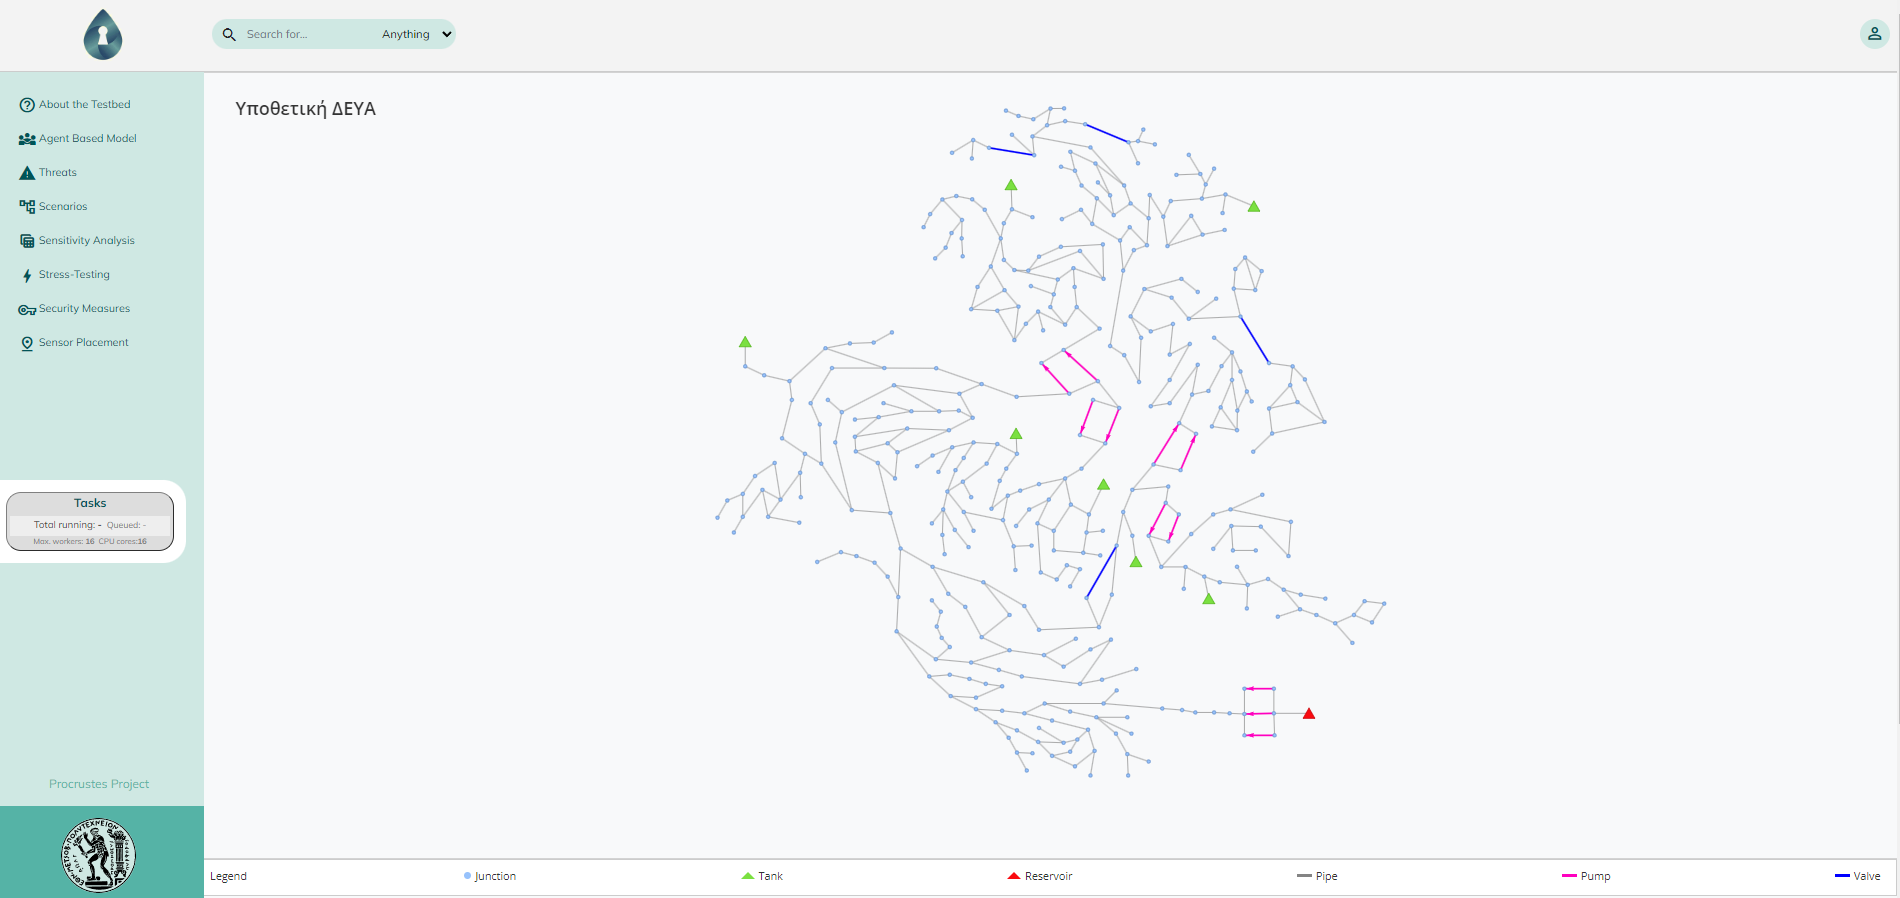 Search for...
Anything
About the Testbed
Agent Based Model
Threats
Scenarios
Sensitivity Analysis
Stress-Testing
Security Measures
Sensor Placement
Tasks
Total running: - Queued: -
Max. workers: 16 CPU cores:16
Procrustes Project
Υποθετική ΔΕΥΑ
Legend
Junction
Tank
Reservoir
Pipe
Pump
Valve